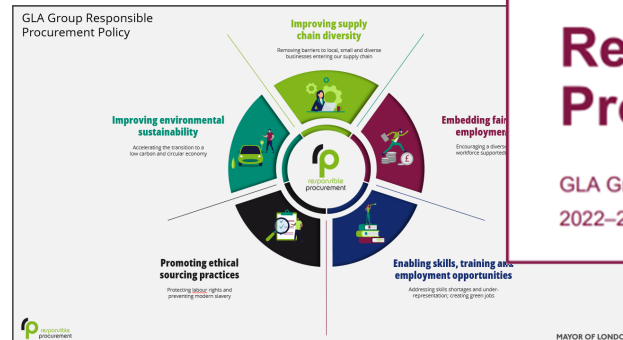 GLA Group Responsible
Procurement Policy
Improving supply
chain diversity
Removing barriers to local, small and diverse
businesses entering our supply chain
Improving environmental
sustainability
Accelerating the transition to a
low carbon and circular economy
Embedding fair
employmen
Encouraging a divers
workforce supported
responsible
procurement
Promoting ethical
sourcing practices
Protecting labour rights and
preventing modern slavery
Enabling skills, training and
employment opportunities
Addressing skills shortages and under-
representation; creating green jobs
responsible
procurement
Re
Pro
GLA G
2022–2
MAYOR OF LONDO